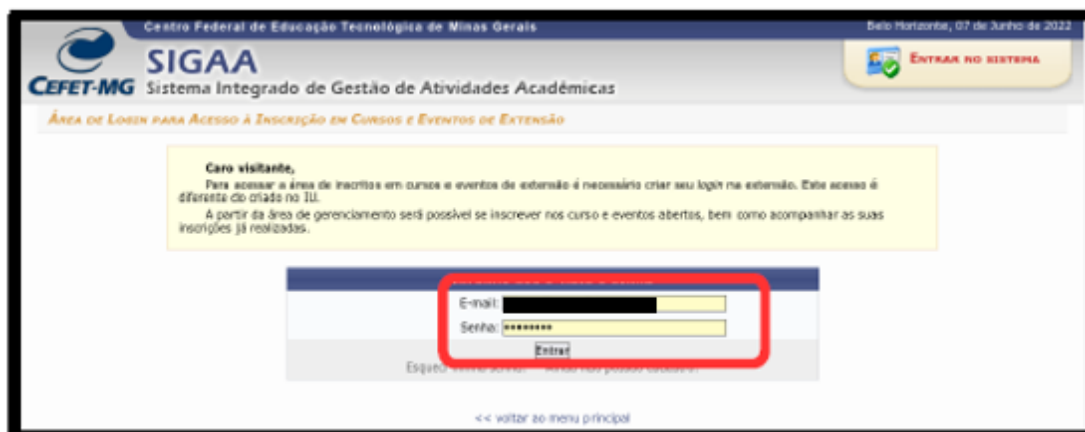 Centro Federal de Educação Tecnológica de Minas Gerais
Belo Horizonte, 07 de Junho de 2022
CEFET-MG
SIGAA
Sistema Integrado de Gestão de Atividades Acadêmicas
Entrar no sistema
Área de Login para Acesso à Inscrição em Cursos e Eventos de Extensão
Caro visitante,
Para acessar a área de inscritos em cursos e eventos de extensão é necessário criar seu login na extensão. Este acesso é
diferente do criado no IU.
A partir da área de gerenciamento será possível se inscrever nos curso e eventos abertos, bem como acompanhar as suas
inscrições já realizadas.
E-mail:
Senha: ••••••••
Entrar
<< voltar ao menu principal